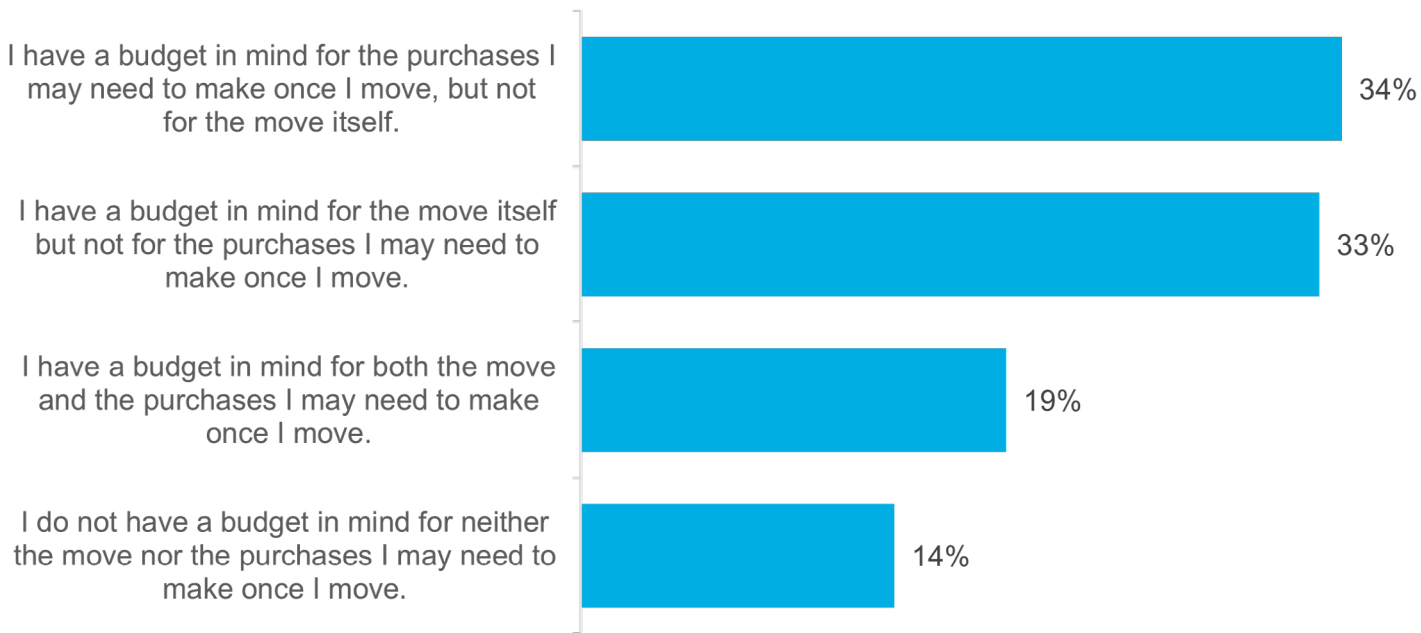 I have a budget in mind for the purchases I
may need to make once I move, but not
for the move itself.
34%
I have a budget in mind for the move itself
but not for the purchases I may need to
make once I move.
33%
I have a budget in mind for both the move
and the purchases I may need to make
once I move.
19%
I do not have a budget in mind for neither
the move nor the purchases I may need to
make once I move.
14%